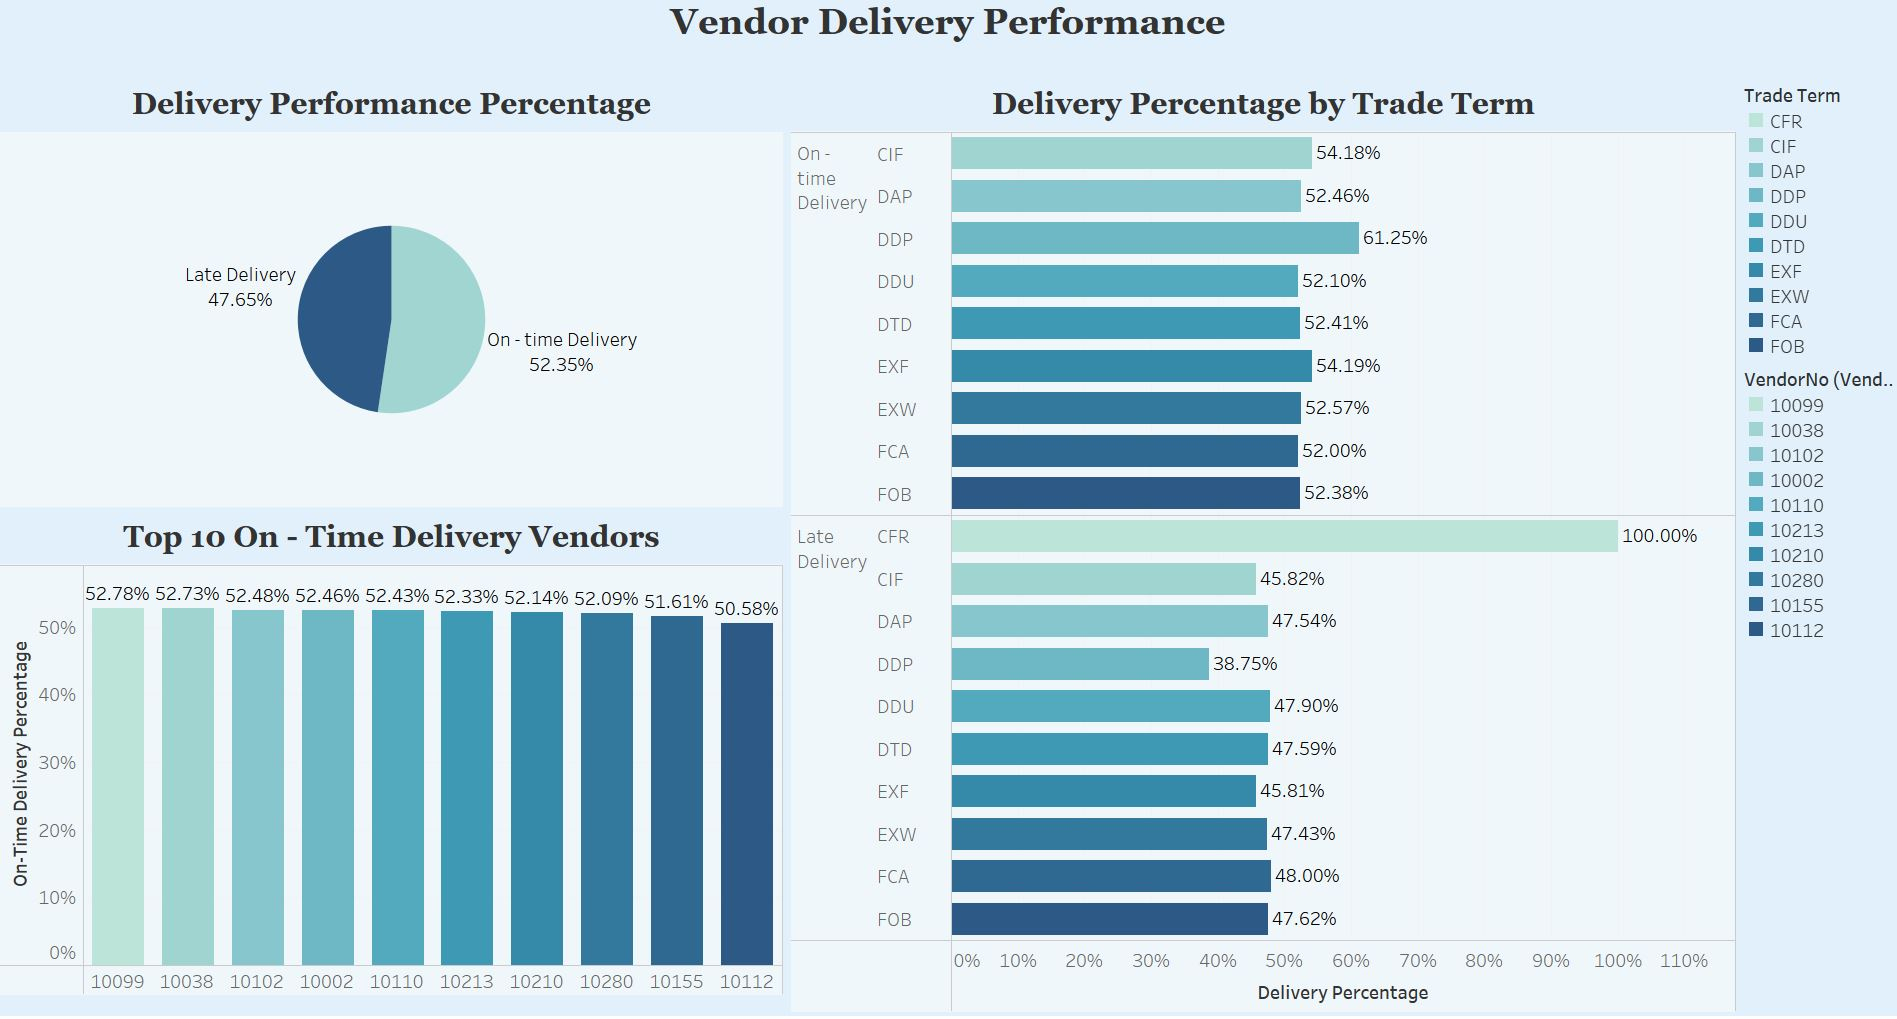 Vendor Delivery Performance
Delivery Performance Percentage
Late Delivery
47.65%
On - time Delivery
52.35%
Top 10 On - Time Delivery Vendors
On-Time Delivery Percentage
50%
40%
30%
20%
10%
0%
52.78% 52.73% 52.48% 52.46% 52.43% 52.33% 52.14% 52.09% 51.61% 50.58%
10099 10038 10102 10002 10110 10213 10210 10280 10155 10112
Delivery Percentage by Trade Term
On -
time
Delivery
CIF 54.18%
DAP 52.46%
DDP 61.25%
DDU 52.10%
DTD 52.41%
EXF 54.19%
EXW 52.57%
FCA 52.00%
FOB 52.38%
Late
Delivery
CFR 100.00%
CIF 45.82%
DAP 47.54%
DDP 38.75%
DDU 47.90%
DTD 47.59%
EXF 45.81%
EXW 47.43%
FCA 48.00%
FOB 47.62%
0% 10% 20% 30% 40% 50% 60% 70% 80% 90% 100% 110%
Delivery Percentage
Trade Term
CFR
CIF
DAP
DDP
DDU
DTD
EXF
EXW
FCA
FOB
VendorNo (Vend..
10099
10038
10102
10002
10110
10213
10210
10280
10155
10112